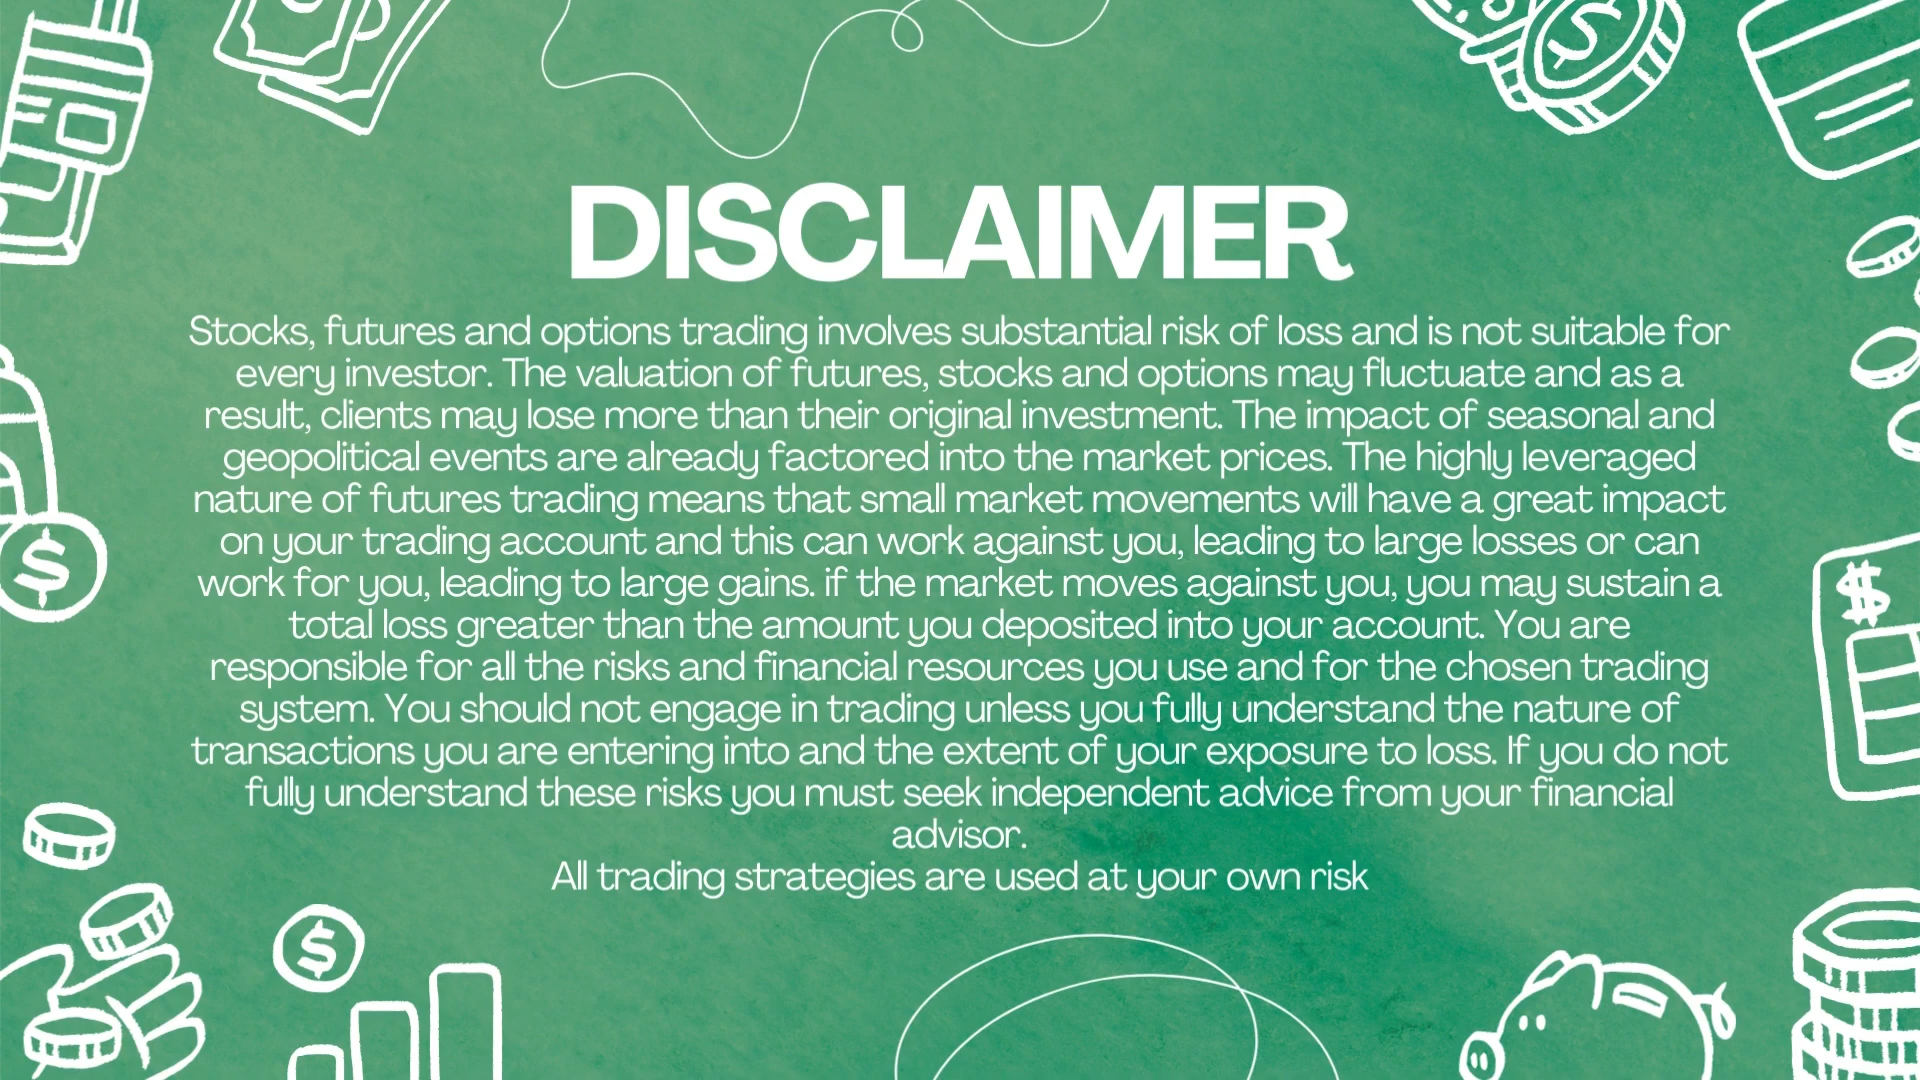 DISCLAIMER
Stocks, futures and options trading involves substantial risk of loss and is not suitable for
every investor. The valuation of futures, stocks and options may fluctuate and as a
result, clients may lose more than their original investment. The impact of seasonal and
geopolitical events are already factored into the market prices. The highly leveraged
nature of futures trading means that small market movements will have a great impact
on your trading account and this can work against you, leading to large losses or can
work for you, leading to large gains. if the market moves against you, you may sustain a
total loss greater than the amount you deposited into your account. You are
responsible for all the risks and financial resources you use and for the chosen trading
system. You should not engage in trading unless you fully understand the nature of
transactions you are entering into and the extent of your exposure to loss. If you do not
fully understand these risks you must seek independent advice from your financial
advisor.
All trading strategies are used at your own risk